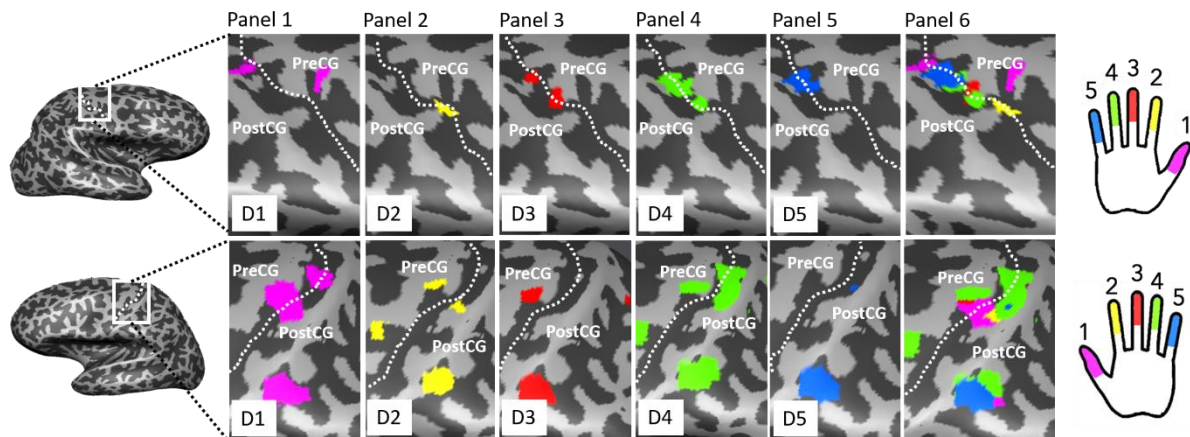 Panel 1 Panel 2 Panel 3 Panel 4 Panel 5 Panel 6
PreCG PreCG PreCG PreCG PreCG PreCG
PostCG PostCG PostCG PostCG PostCG PostCG
D1 D2 D3 D4 D5
5 4 3 2 1
PreCG PreCG PreCG PreCG PreCG PreCG
PostCG PostCG PostCG PostCG PostCG PostCG
D1 D2 D3 D4 D5
1 2 3 4 5